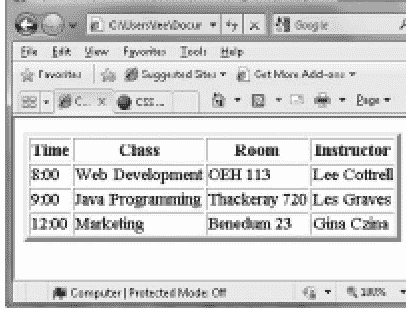 C:\Users\lee\Docur
Google
File Edit View Favorites Tools Help
Favorites Suggested Sites Get More Add-ons
C... CSS... Page
Time Class Room Instructor
8:00 Web Development OEH 113 Lee Cottrell
9:00 Java Programming Thackeray 720 Les Graves
12:00 Marketing Benedum 23 Gina Czina
Computer | Protected Mode: Off 100%